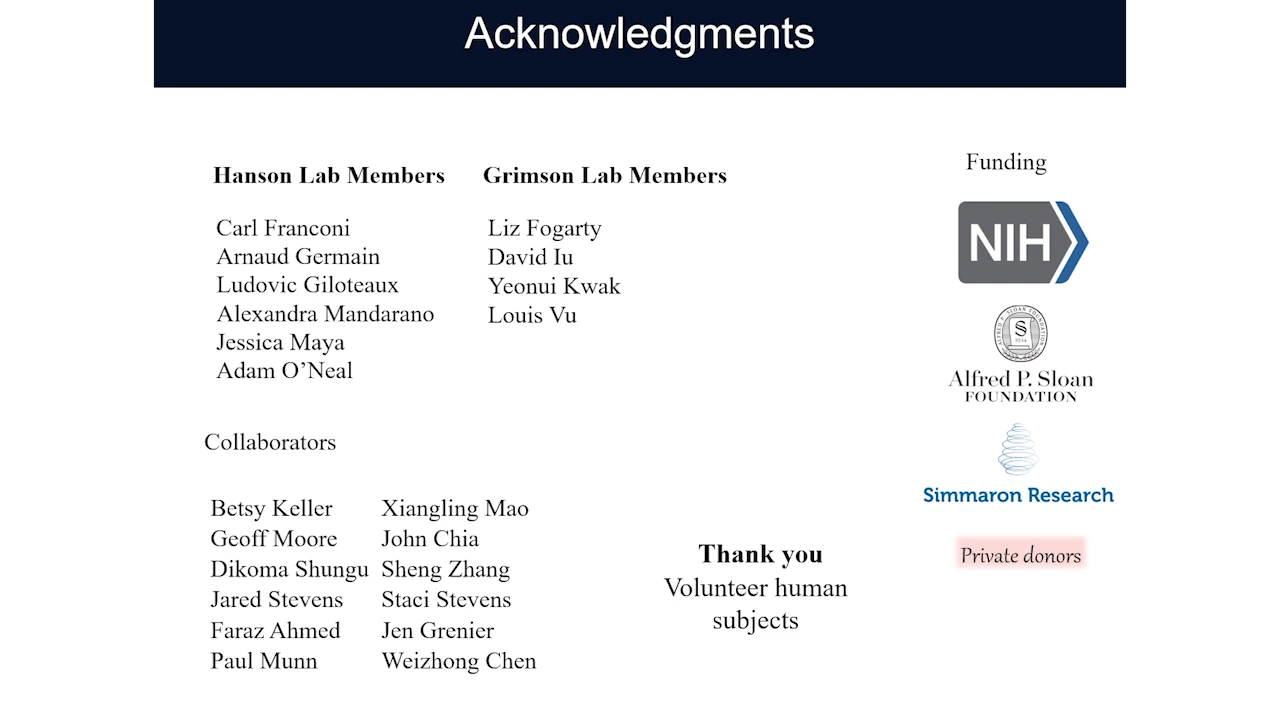 Acknowledgments
Hanson Lab Members
Carl Franconi
Arnaud Germain
Ludovic Giloteaux
Alexandra Mandarano
Jessica Maya
Adam O’Neal
Grimson Lab Members
Liz Fogarty
David Iu
Yeonui Kwak
Louis Vu
Collaborators
Betsy Keller
Geoff Moore
Dikoma Shungu
Jared Stevens
Faraz Ahmed
Paul Munn
Xiangling Mao
John Chia
Sheng Zhang
Staci Stevens
Jen Grenier
Weizhong Chen
Thank you
Volunteer human
subjects
Funding
NIH
Alfred P. Sloan
FOUNDATION
Simmaron Research
Private donors